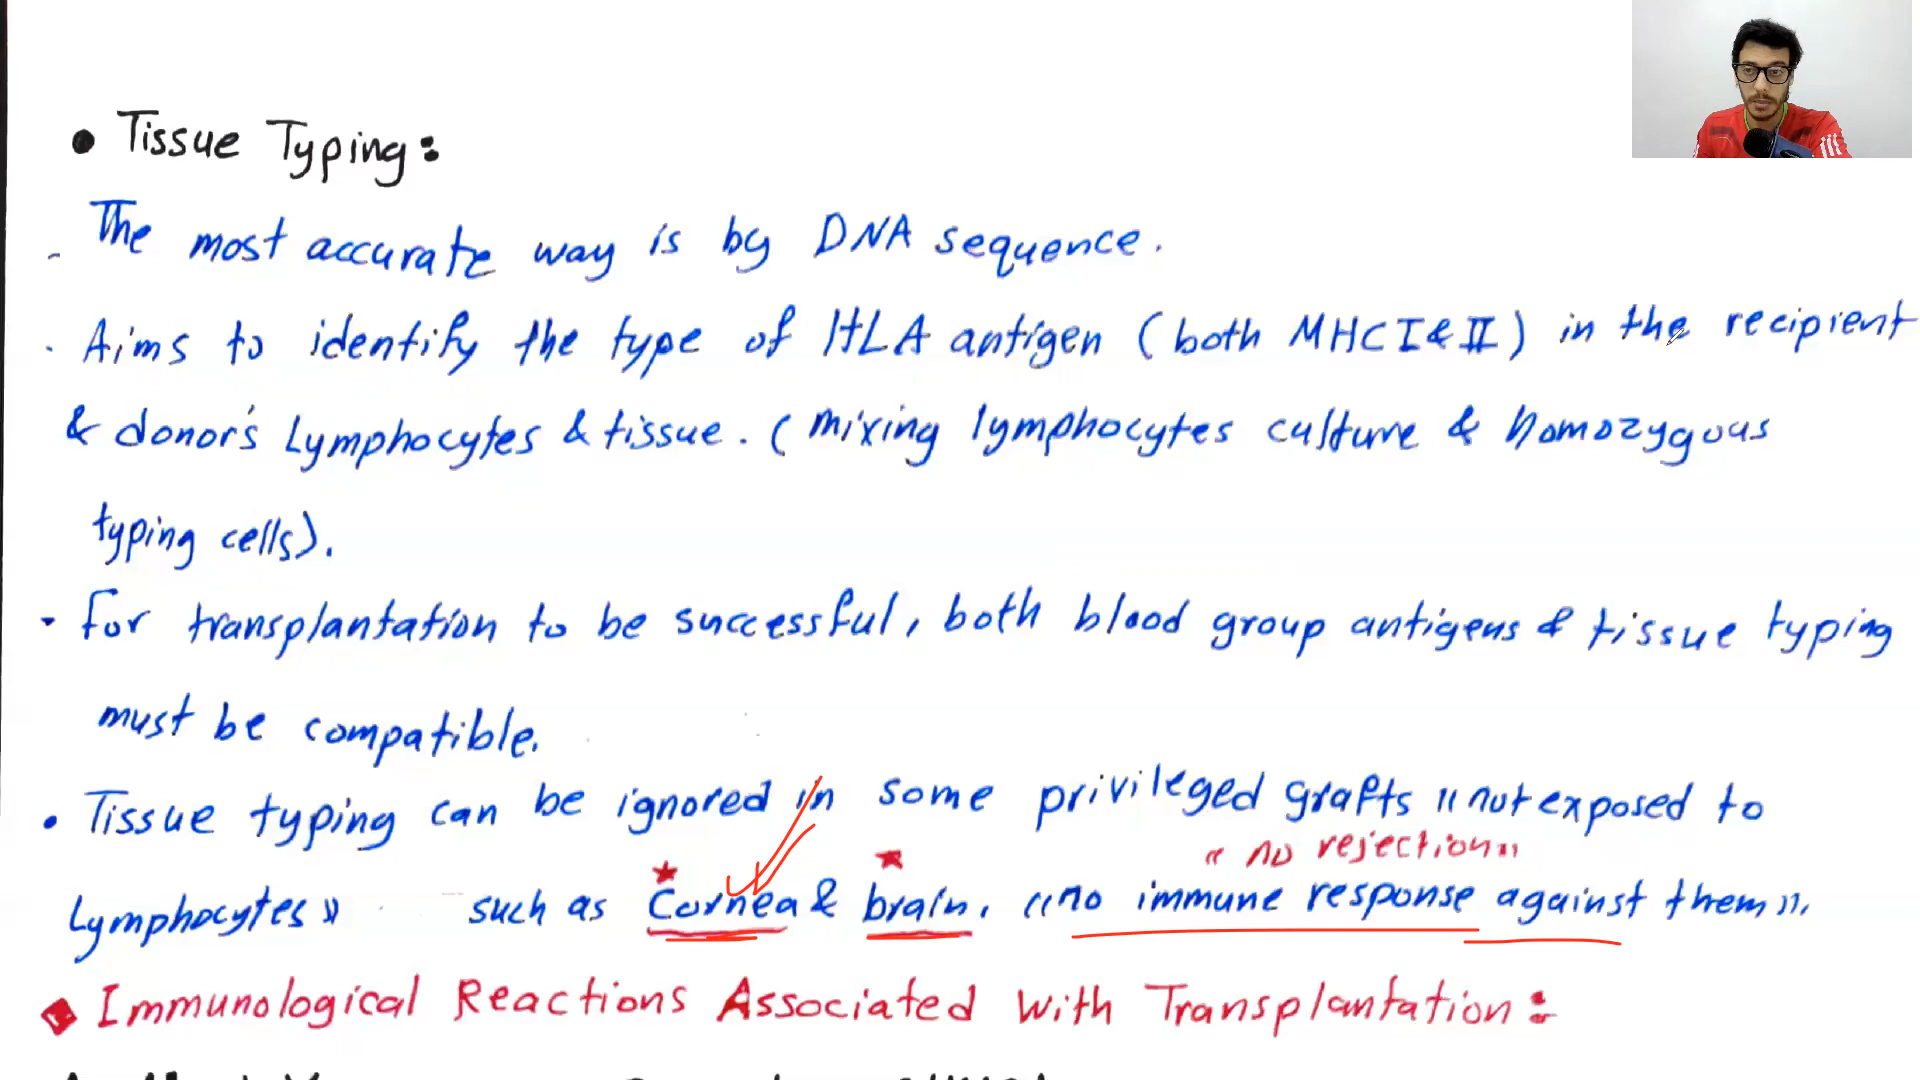 • Tissue Typing:
- The most accurate way is by DNA sequence.
· Aims to identify the type of HLA antigen (both MHC I & II) in the recipient
& donor's Lymphocytes & tissue. (mixing lymphocytes culture & homozygous
typing cells).
· for transplantation to be successful, both blood group antigens & tissue typing
must be compatible.
• Tissue typing can be ignored in some privileged grafts "not exposed to
"no rejection"
Lymphocytes" such as Cornea & brain. "no immune response against them".
◆ Immunological Reactions Associated With Transplantation: